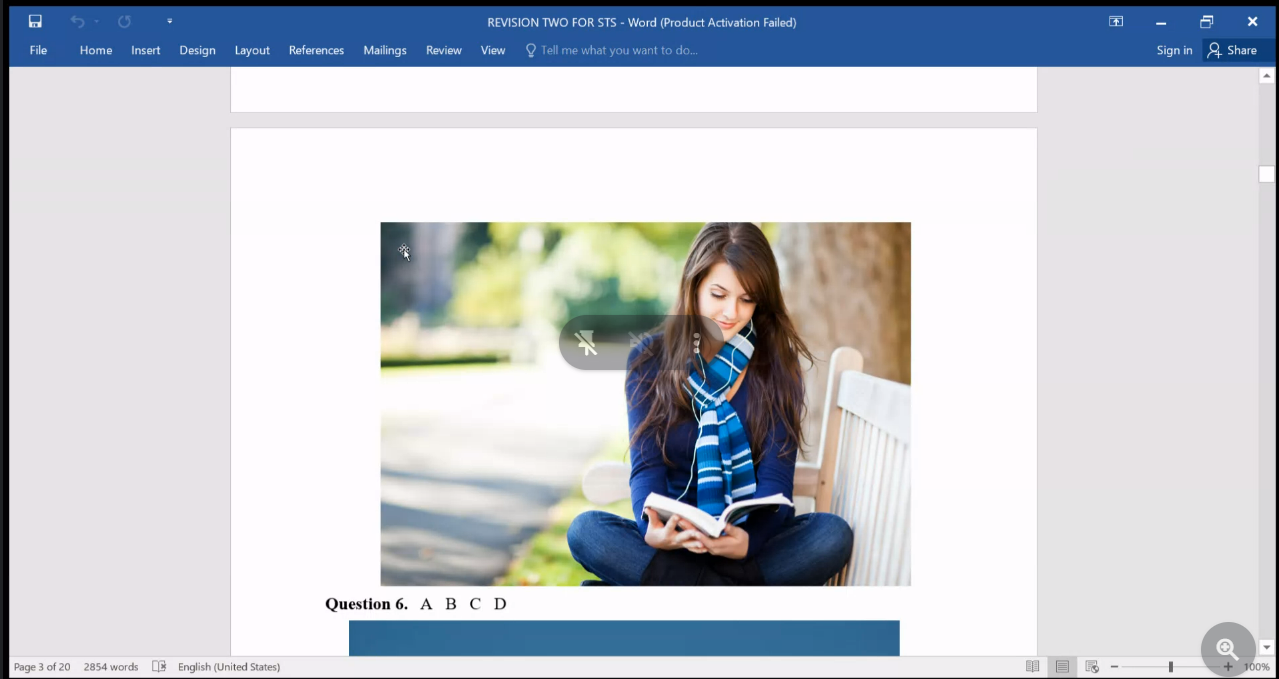 REVISION TWO FOR STS - Word (Product Activation Failed)
File Home Insert Design Layout References Mailings Review View Tell me what you want to do... Sign in Share
Question 6. A B C D
Page 3 of 20 2854 words English (United States) 100%